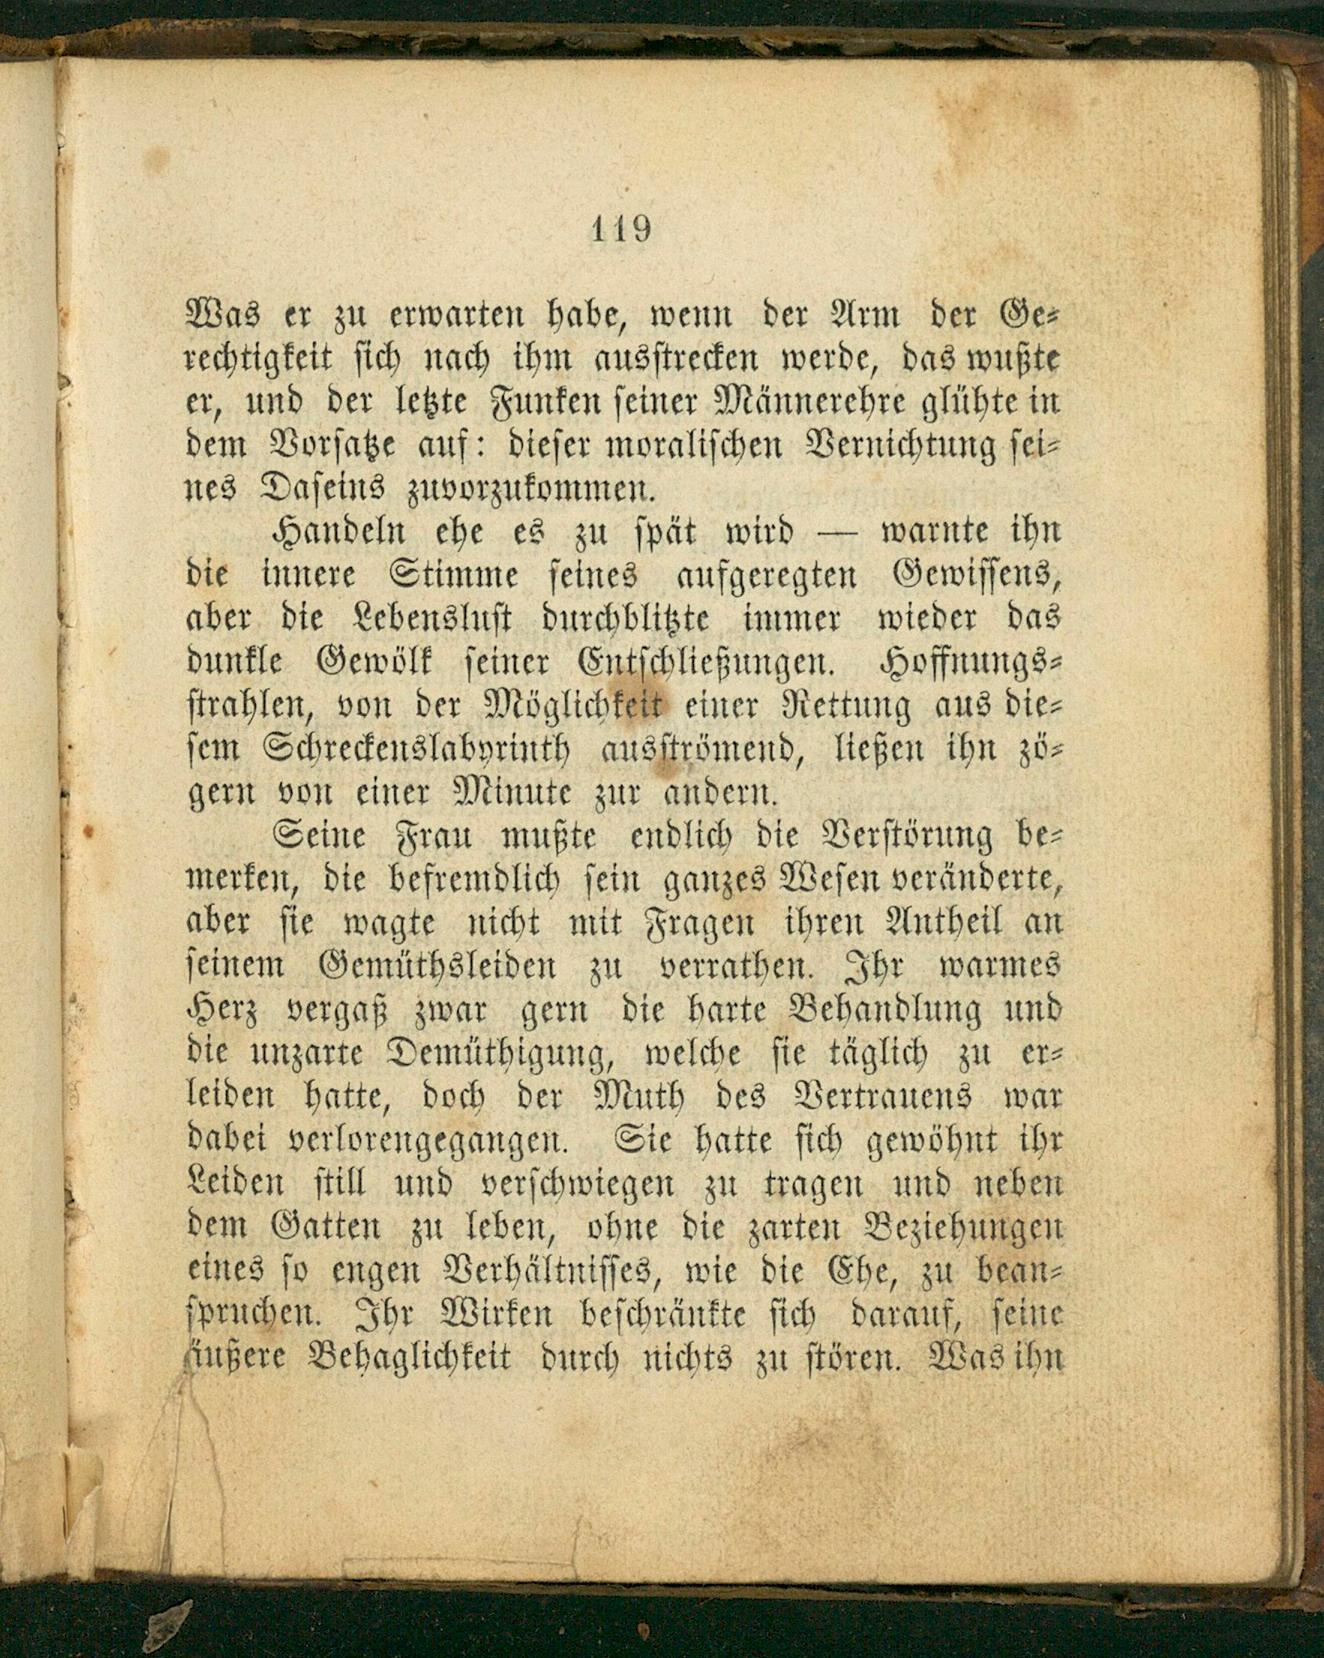 119
Was er zu erwarten habe, wenn der Arm der Ge-
rechtigkeit sich nach ihm ausstrecken werde, das wußte
er, und der letzte Funken seiner Männerehre glühte in
dem Vorsatze auf: dieser moralischen Vernichtung sei-
nes Daseins zuvorzukommen.
Handeln ehe es zu spät wird — warnte ihn
die innere Stimme seines aufgeregten Gewissens,
aber die Lebenslust durchblitzte immer wieder das
dunkle Gewölk seiner Entschließungen. Hoffnungs-
strahlen, von der Möglichkeit einer Rettung aus die-
sem Schreckenslabyrinth ausströmend, ließen ihn zö-
gern von einer Minute zur andern.
Seine Frau mußte endlich die Verstörung be-
merken, die befremdlich sein ganzes Wesen veränderte,
aber sie wagte nicht mit Fragen ihren Antheil an
seinem Gemüthsleiden zu verrathen. Ihr warmes
Herz vergaß zwar gern die harte Behandlung und
die unzarte Demüthigung, welche sie täglich zu er-
leiden hatte, doch der Muth des Vertrauens war
dabei verlorengegangen. Sie hatte sich gewöhnt ihr
Leiden still und verschwiegen zu tragen und neben
dem Gatten zu leben, ohne die zarten Beziehungen
eines so engen Verhältnisses, wie die Ehe, zu bean-
spruchen. Ihr Wirken beschränkte sich darauf, seine
äußere Behaglichkeit durch nichts zu stören. Was ihn